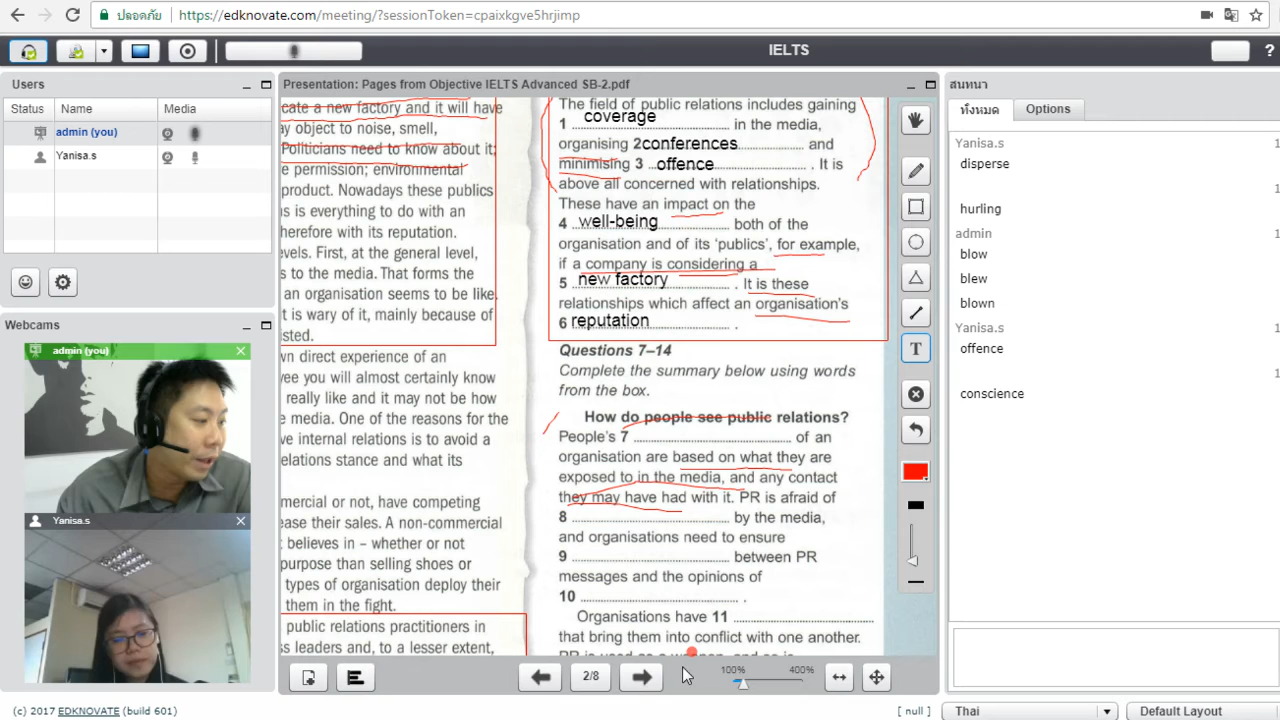 ปลอดภัย
https://edknovate.com/meeting/?sessionToken=cpaixkgve5hrjimp
IELTS
?
Users
Status Name Media
admin (you)
Yanisa.s
Webcams
admin (you)
Yanisa.s
Presentation: Pages from Objective IELTS Advanced SB-2.pdf
cate a new factory and it will have
ay object to noise, smell,
Politicians need to know about it;
e permission; environmental
product. Nowadays these publics
is everything to do with an
herefore with its reputation.
evels. First, at the general level,
s to the media. That forms the
an organisation seems to be like.
t is wary of it, mainly because of
isted.
wn direct experience of an
yee you will almost certainly know
really like and it may not be how
e media. One of the reasons for the
ve internal relations is to avoid a
elations stance and what its
mercial or not, have competing
ease their sales. A non-commercial
believes in – whether or not
purpose than selling shoes or
types of organisation deploy their
them in the fight.
public relations practitioners in
ss leaders and, to a lesser extent,
The field of public relations includes gaining
1 coverage in the media,
organising 2 conferences and
minimising 3 offence . It is
above all concerned with relationships.
These have an impact on the
4 well-being both of the
organisation and of its 'publics', for example,
if a company is considering a
5 new factory . It is these
relationships which affect an organisation's
6 reputation .
Questions 7–14
Complete the summary below using words
from the box.
How do people see public relations?
People's 7 of an
organisation are based on what they are
exposed to in the media, and any contact
they may have had with it. PR is afraid of
8 by the media,
and organisations need to ensure
9 between PR
messages and the opinions of
10 .
Organisations have 11
that bring them into conflict with one another.
T
2/8
100% 400%
สนทนา
ทั้งหมด Options
Yanisa.s 1
disperse
1
hurling
admin 1
blow
blew
blown
Yanisa.s 1
offence
1
conscience
(c) 2017 EDKNOVATE (build 601)
[ null ]
Thai
Default Layout